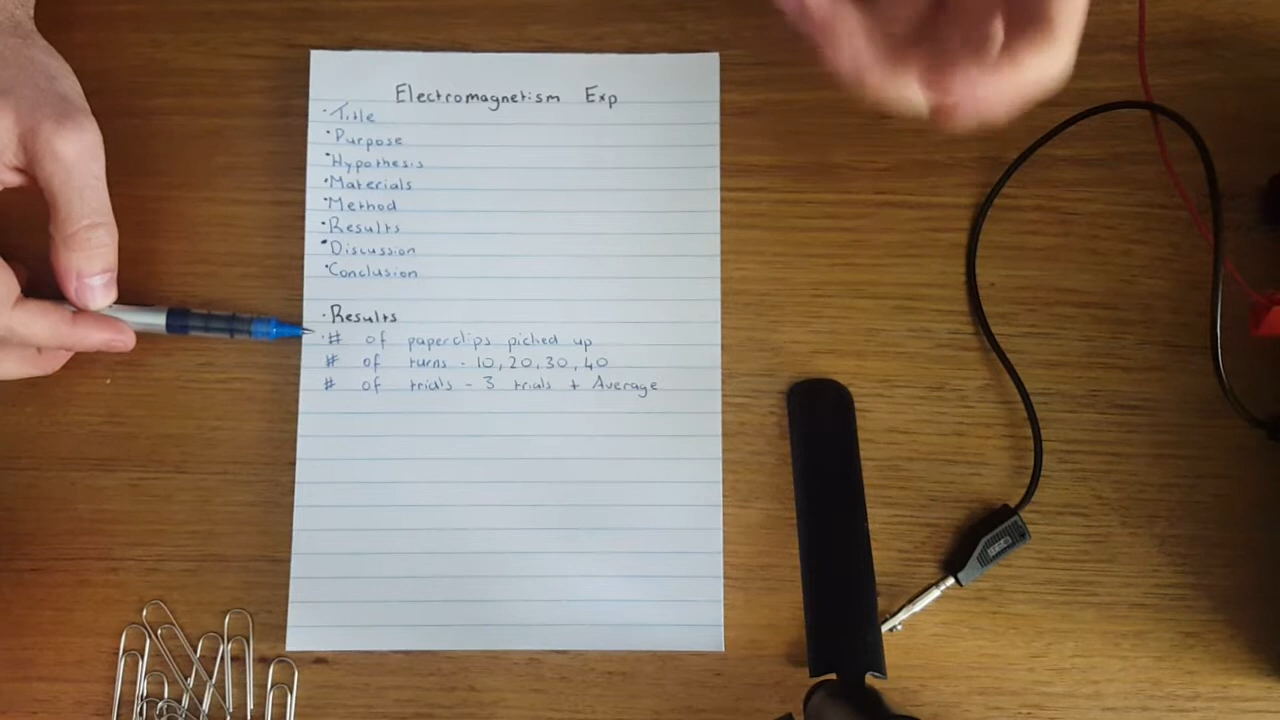 Electromagnetism Exp
· Title
· Purpose
· Hypothesis
· Materials
· Method
· Results
· Discussion
· Conclusion
· Results
· # of paperclips picked up
# of turns - 10, 20, 30, 40
# of trials - 3 trials + Average